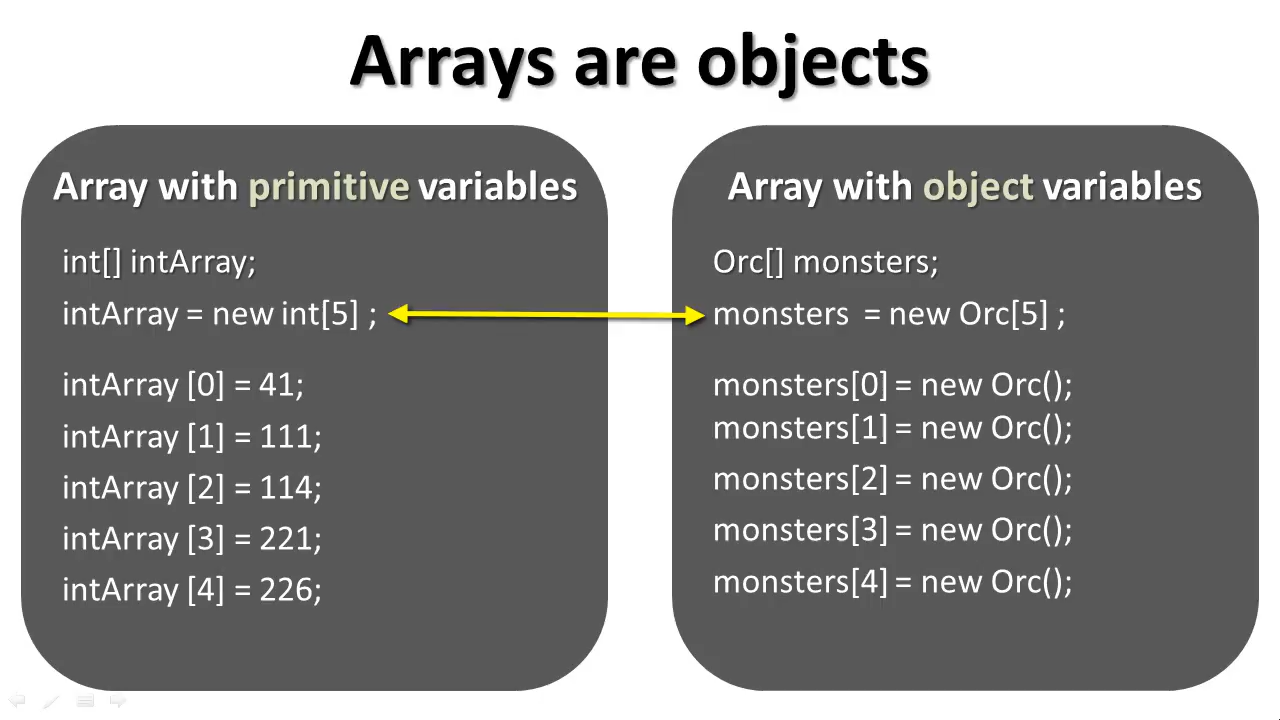 Arrays are objects
Array with primitive variables
int[] intArray;
intArray = new int[5] ;
intArray [0] = 41;
intArray [1] = 111;
intArray [2] = 114;
intArray [3] = 221;
intArray [4] = 226;
Array with object variables
Orc[] monsters;
monsters = new Orc[5] ;
monsters[0] = new Orc();
monsters[1] = new Orc();
monsters[2] = new Orc();
monsters[3] = new Orc();
monsters[4] = new Orc();